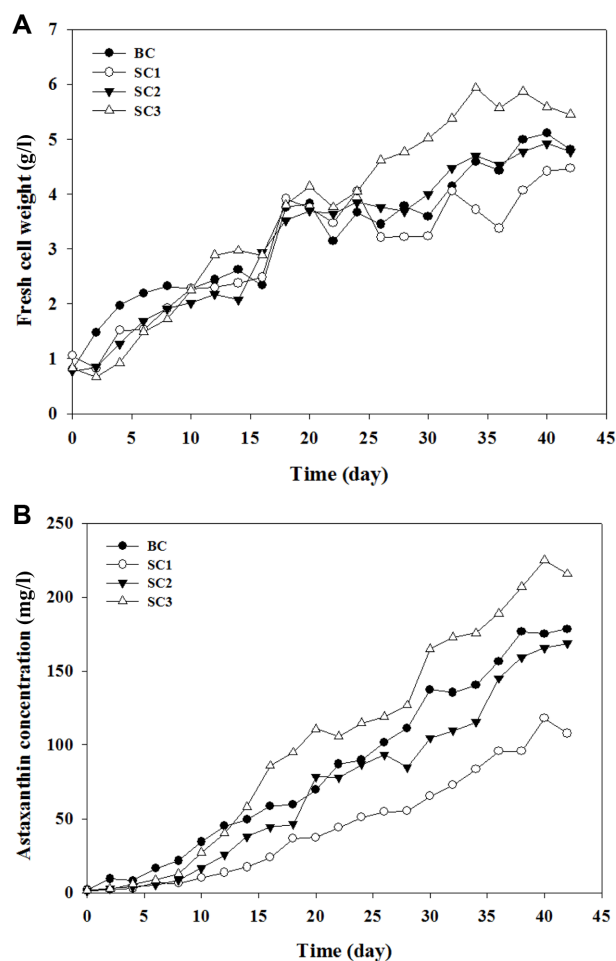 A
7
6
5
4
3
2
1
0
Fresh cell weight (g/l)
BC
SC1
SC2
SC3
0 5 10 15 20 25 30 35 40 45
Time (day)
B
250
200
150
100
50
0
Astaxanthin concentration (mg/l)
BC
SC1
SC2
SC3
0 5 10 15 20 25 30 35 40 45
Time (day)